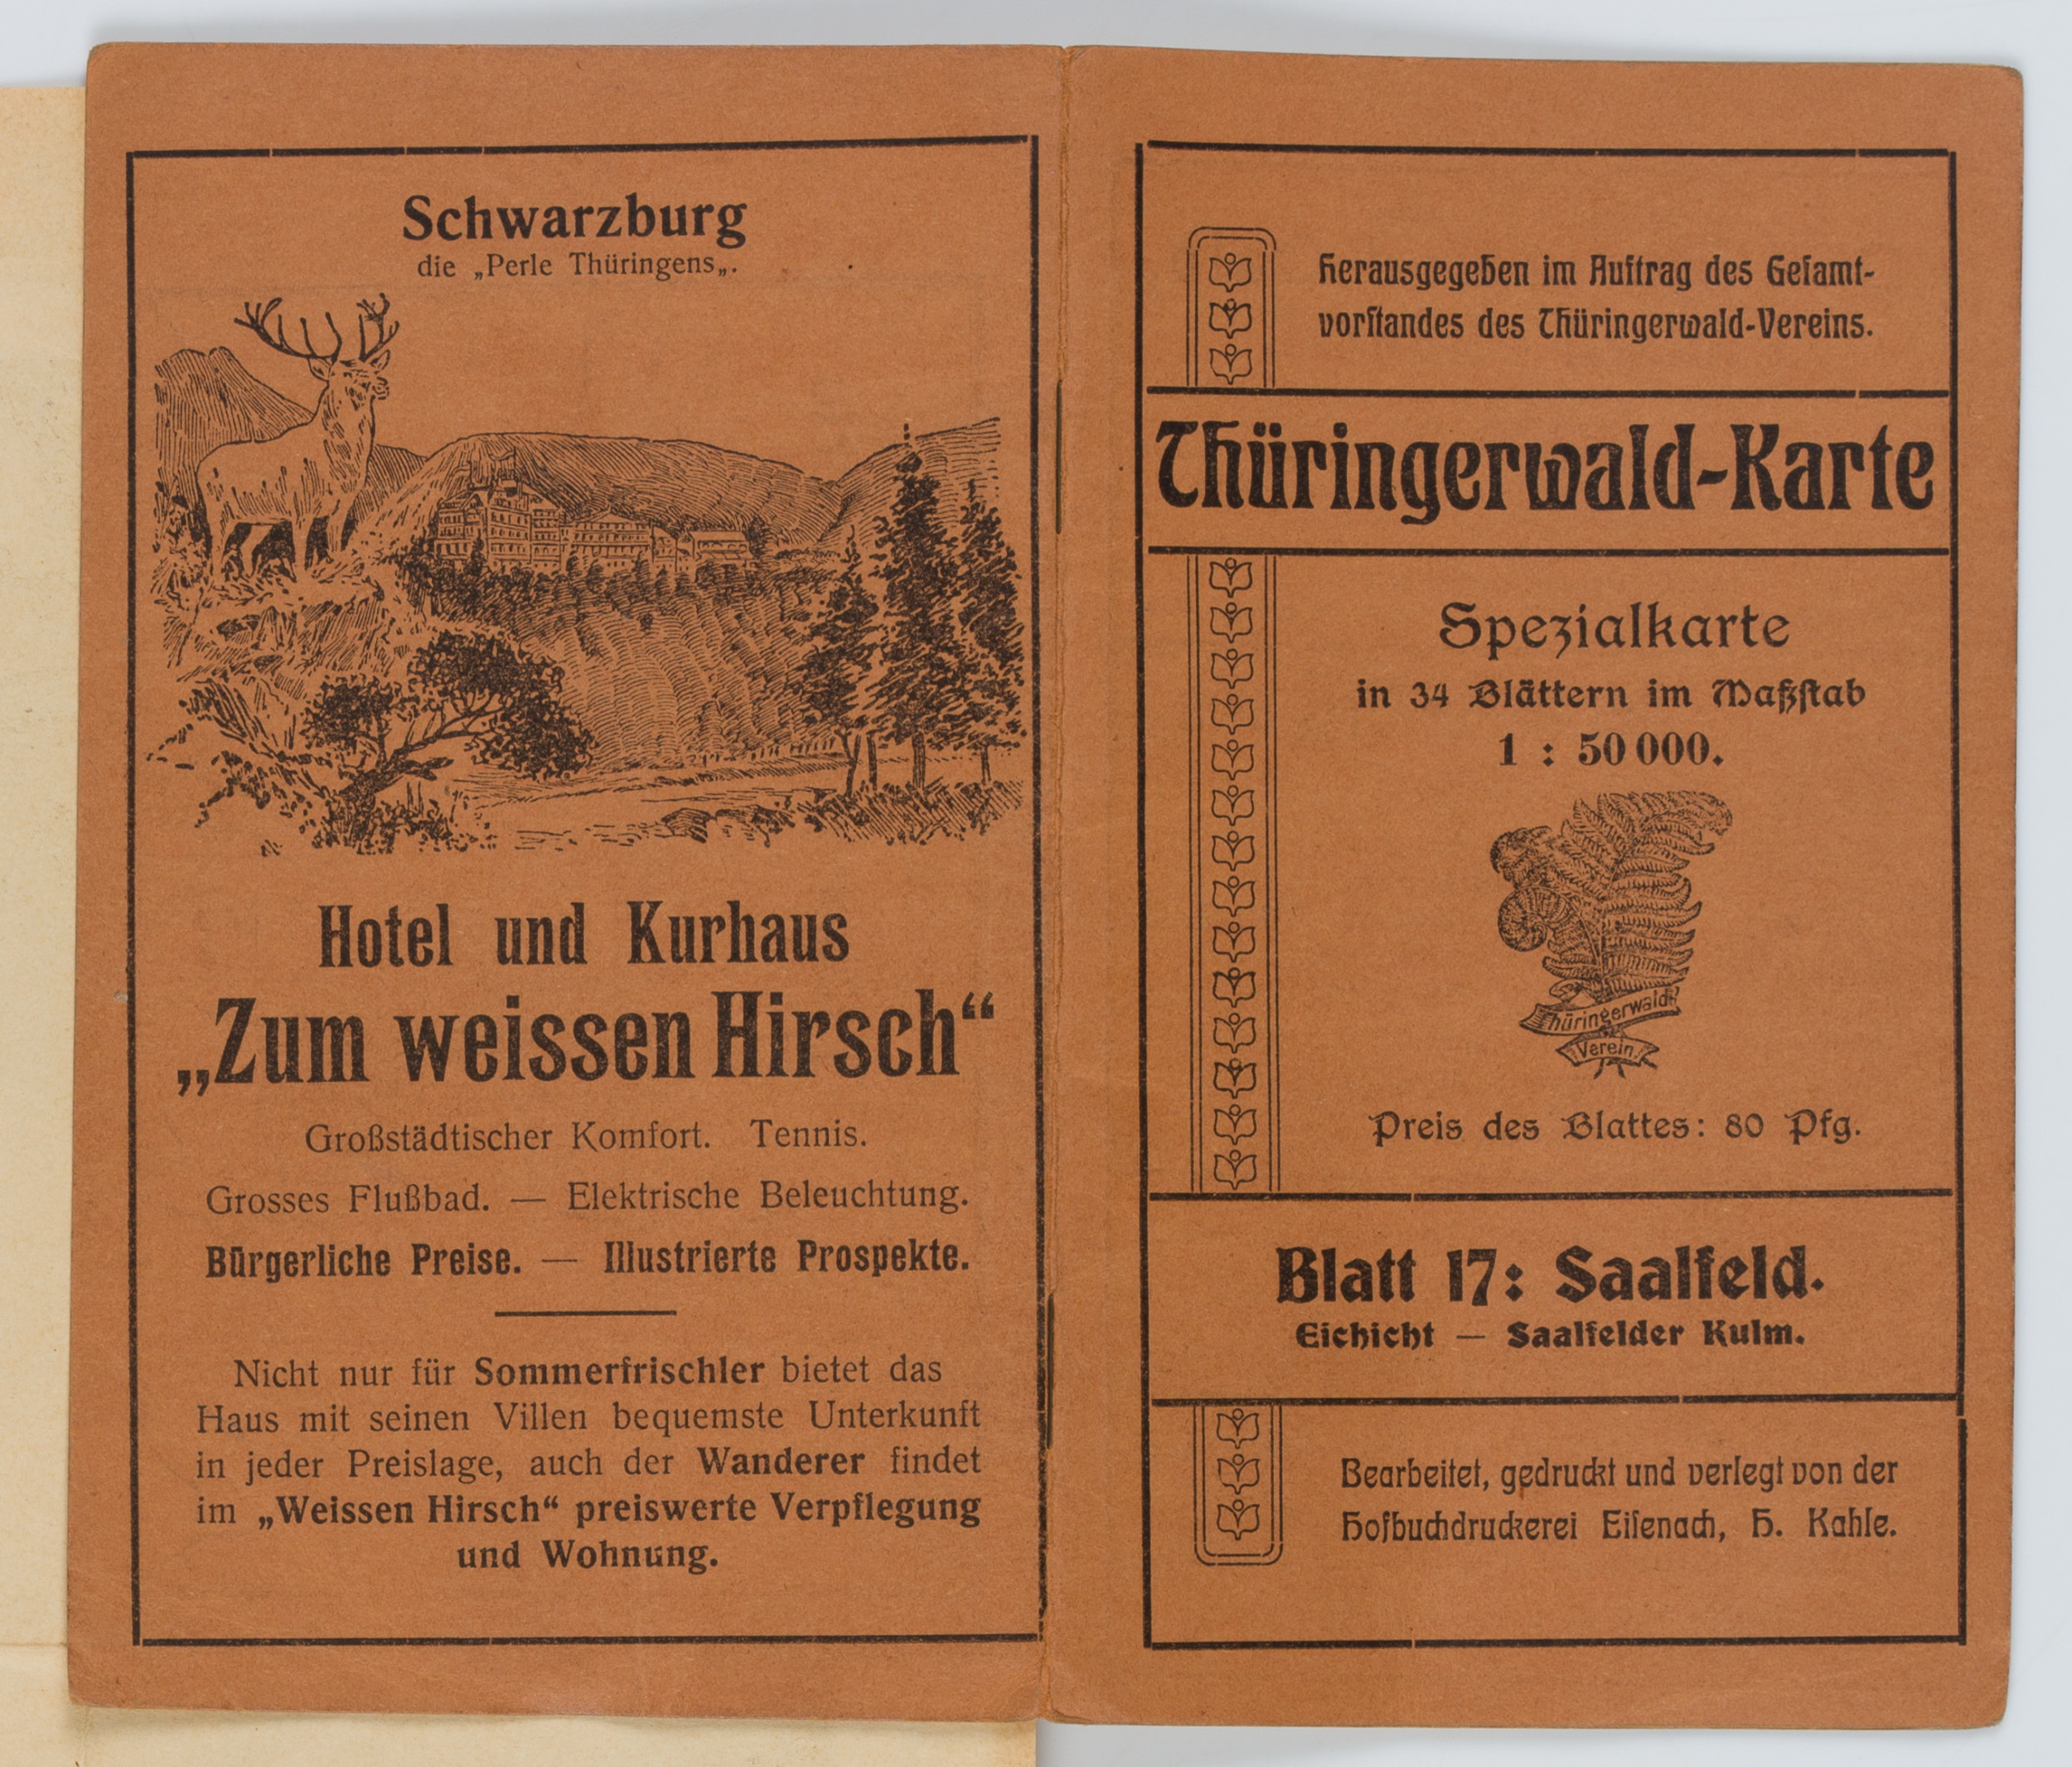 Schwarzburg
die „Perle Thüringens„.
Hotel und Kurhaus
„Zum weissen Hirsch“
Großstädtischer Komfort. Tennis.
Grosses Flußbad. — Elektrische Beleuchtung.
Bürgerliche Preise. — Illustrierte Prospekte.
Nicht nur für Sommerfrischler bietet das
Haus mit seinen Villen bequemste Unterkunft
in jeder Preislage, auch der Wanderer findet
im „Weissen Hirsch“ preiswerte Verpflegung
und Wohnung.
Herausgegeben im Auftrag des Geſamt-
vorſtandes des Thüringerwald-Vereins.
Thüringerwald-Karte
Spezialkarte
in 34 Blättern im Maßſtab
1 : 50 000.
Thüringerwald-
Verein
Preis des Blattes: 80 Pfg.
Blatt 17: Saalfeld.
Eichicht — Saalfelder Kulm.
Bearbeitet, gedruckt und verlegt von der
Hofbuchdruckerei Eiſenach, H. Kahle.